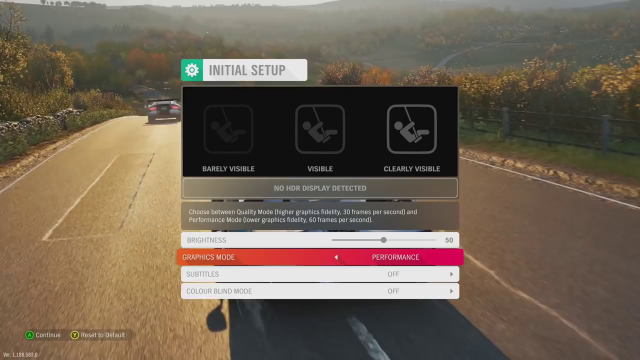 INITIAL SETUP
BARELY VISIBLE
VISIBLE
CLEARLY VISIBLE
NO HDR DISPLAY DETECTED
Choose between Quality Mode (higher graphics fidelity, 30 frames per second) and
Performance Mode (lower graphics fidelity, 60 frames per second).
BRIGHTNESS 50
GRAPHICS MODE PERFORMANCE
SUBTITLES OFF
COLOUR BLIND MODE OFF
A Continue Y Reset to Default